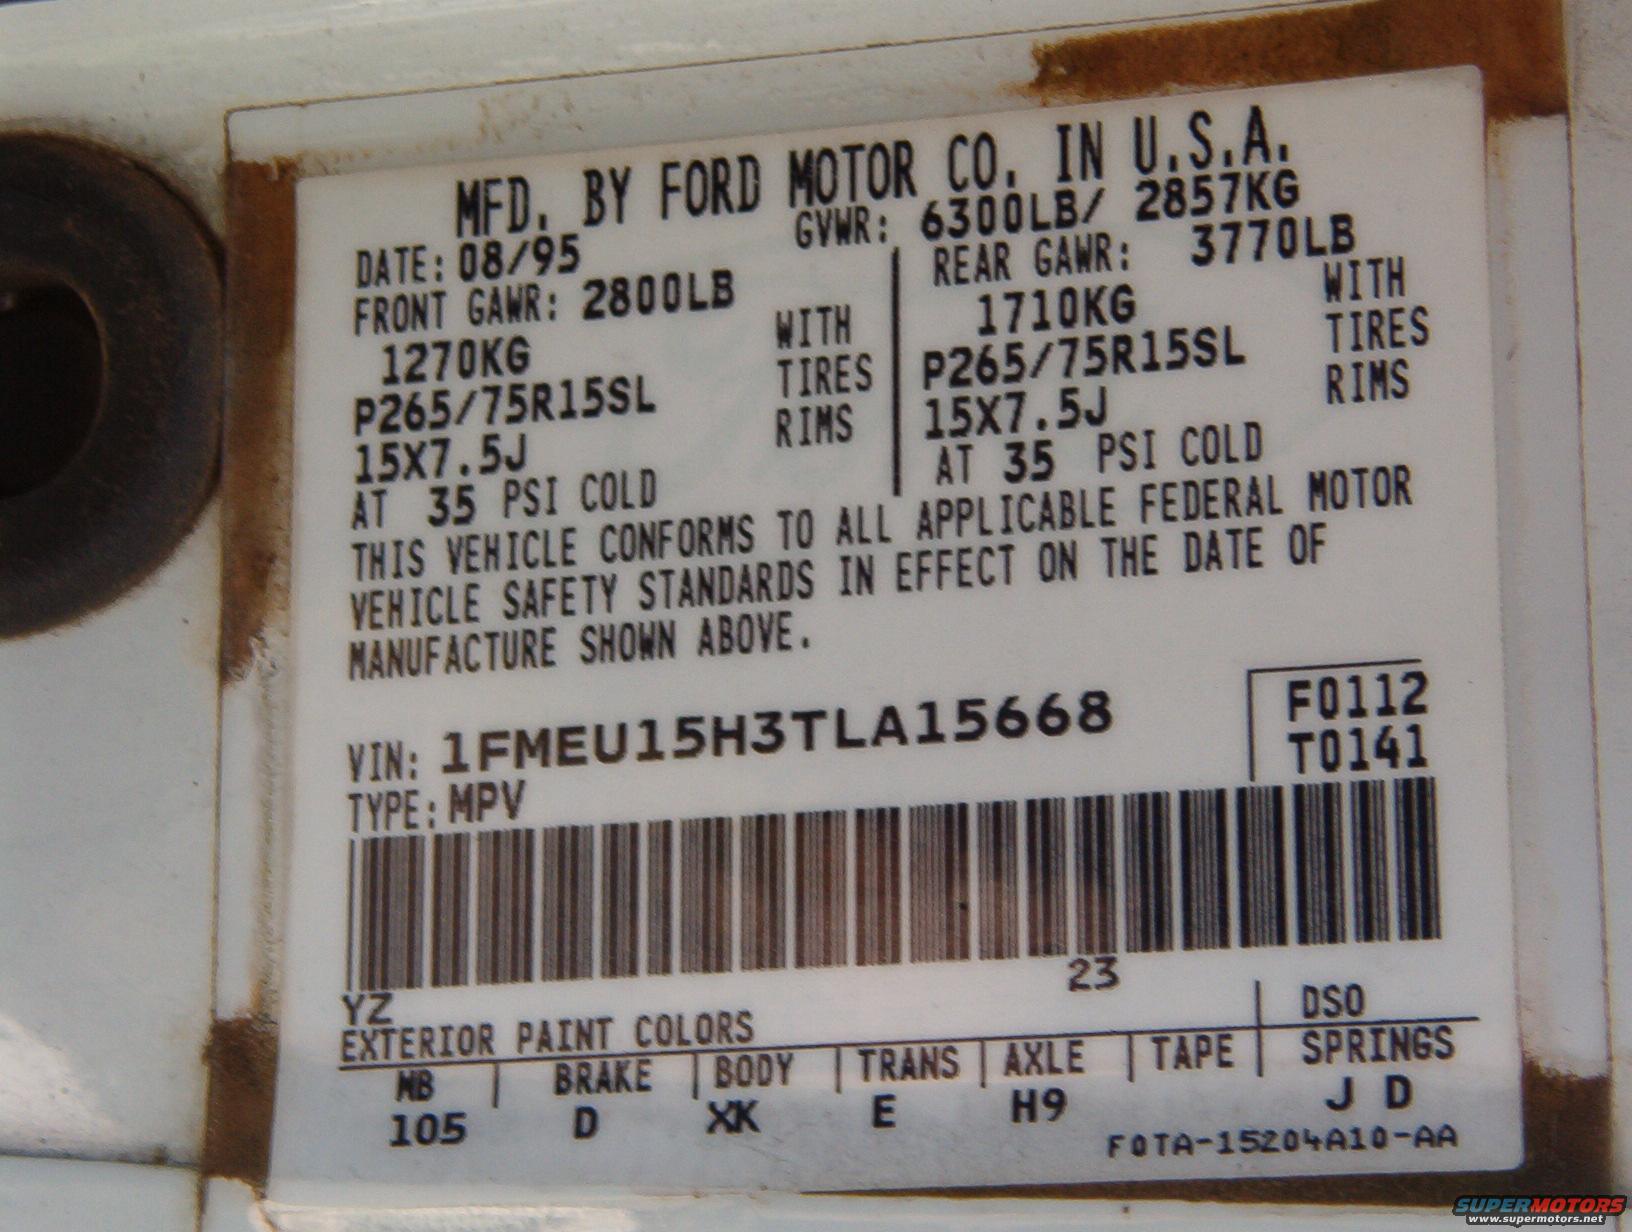 MFD. BY FORD MOTOR CO. IN U.S.A.
DATE: 08/95 GVWR: 6300LB/ 2857KG
FRONT GAWR: 2800LB REAR GAWR: 3770LB
1270KG WITH 1710KG WITH
P265/75R15SL TIRES P265/75R15SL TIRES
15X7.5J RIMS 15X7.5J RIMS
AT 35 PSI COLD AT 35 PSI COLD
THIS VEHICLE CONFORMS TO ALL APPLICABLE FEDERAL MOTOR
VEHICLE SAFETY STANDARDS IN EFFECT ON THE DATE OF
MANUFACTURE SHOWN ABOVE.
F0112
VIN: 1FMEU15H3TLA15668 T0141
TYPE: MPV
YZ 23
EXTERIOR PAINT COLORS DSO
WB BRAKE BODY TRANS AXLE TAPE SPRINGS
105 D XK E H9 J D
F0TA-15204A10-AA
SUPERMOTORS
www.supermotors.net